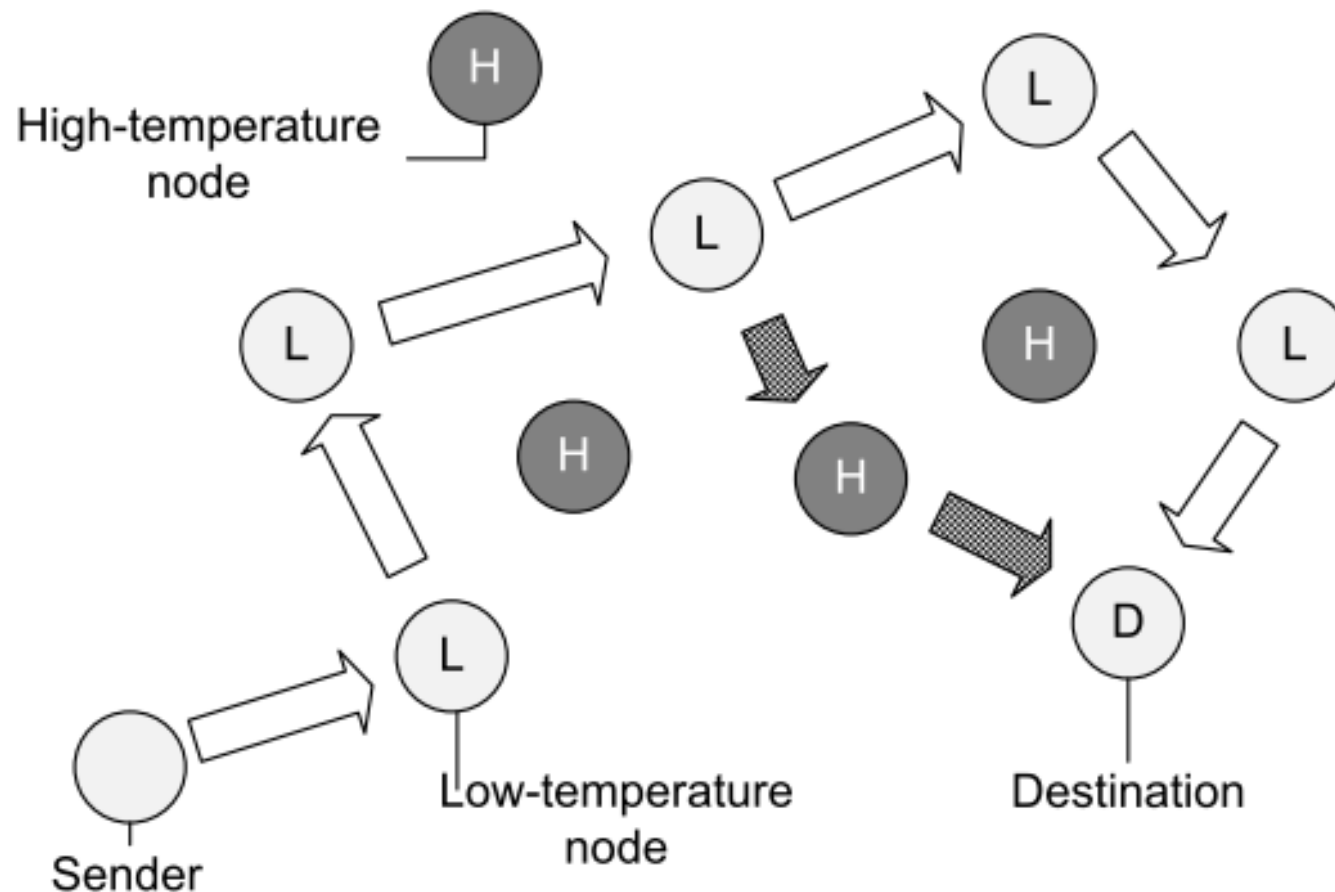 H
High-temperature
node
L
L
L
H
L
H
H
L
D
Low-temperature
node
Destination
Sender